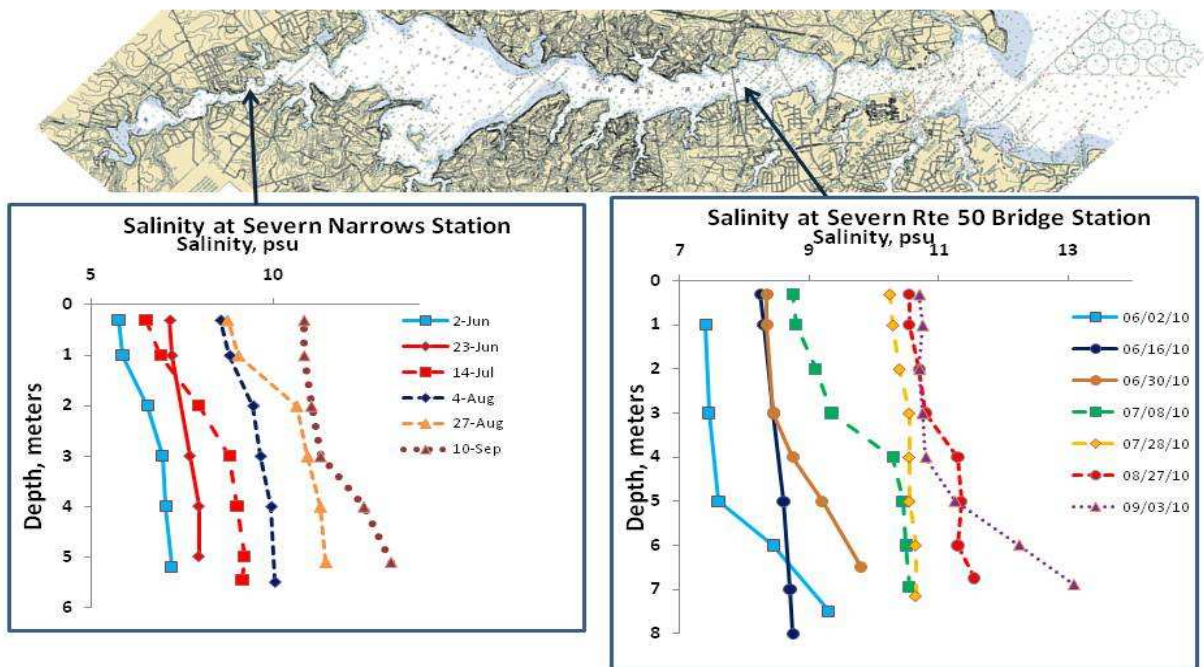 SEVERN RIVER
Salinity at Severn Narrows Station
Salinity, psu
5 10
0
1
2
3
4
5
6
Depth, meters
2-Jun
23-Jun
14-Jul
4-Aug
27-Aug
10-Sep
Salinity at Severn Rte 50 Bridge Station
Salinity, psu
7 9 11 13
0
1
2
3
4
5
6
7
8
Depth, meters
06/02/10
06/16/10
06/30/10
07/08/10
07/28/10
08/27/10
09/03/10